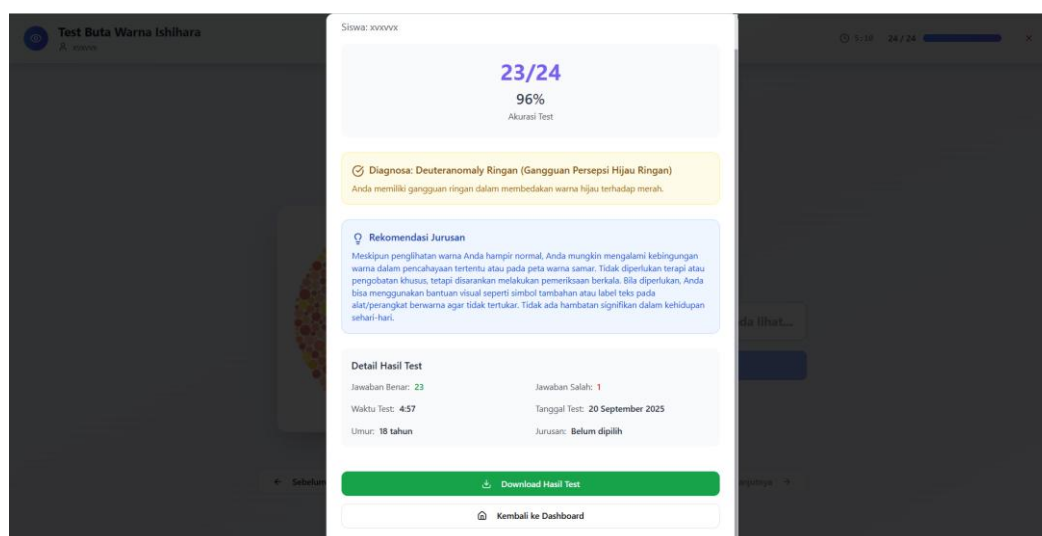 Test Buta Warna Ishihara
xvxvvx
5:10 24/24
Siswa: xvxvvx
23/24
96%
Akurasi Test
Diagnosa: Deuteranomaly Ringan (Gangguan Persepsi Hijau Ringan)
Anda memiliki gangguan ringan dalam membedakan warna hijau terhadap merah.
Rekomendasi Jurusan
Meskipun penglihatan warna Anda hampir normal, Anda mungkin mengalami kebingungan
warna dalam pencahayaan tertentu atau pada peta warna samar. Tidak diperlukan terapi atau
pengobatan khusus, tetapi disarankan melakukan pemeriksaan berkala. Bila diperlukan, Anda
bisa menggunakan bantuan visual seperti simbol tambahan atau label teks pada
alat/perangkat berwarna agar tidak tertukar. Tidak ada hambatan signifikan dalam kehidupan
sehari-hari.
da lihat...
Detail Hasil Test
Jawaban Benar: 23 Jawaban Salah: 1
Waktu Test: 4:57 Tanggal Test: 20 September 2025
Umur: 18 tahun Jurusan: Belum dipilih
Sebelum
Download Hasil Test
Kembali ke Dashboard